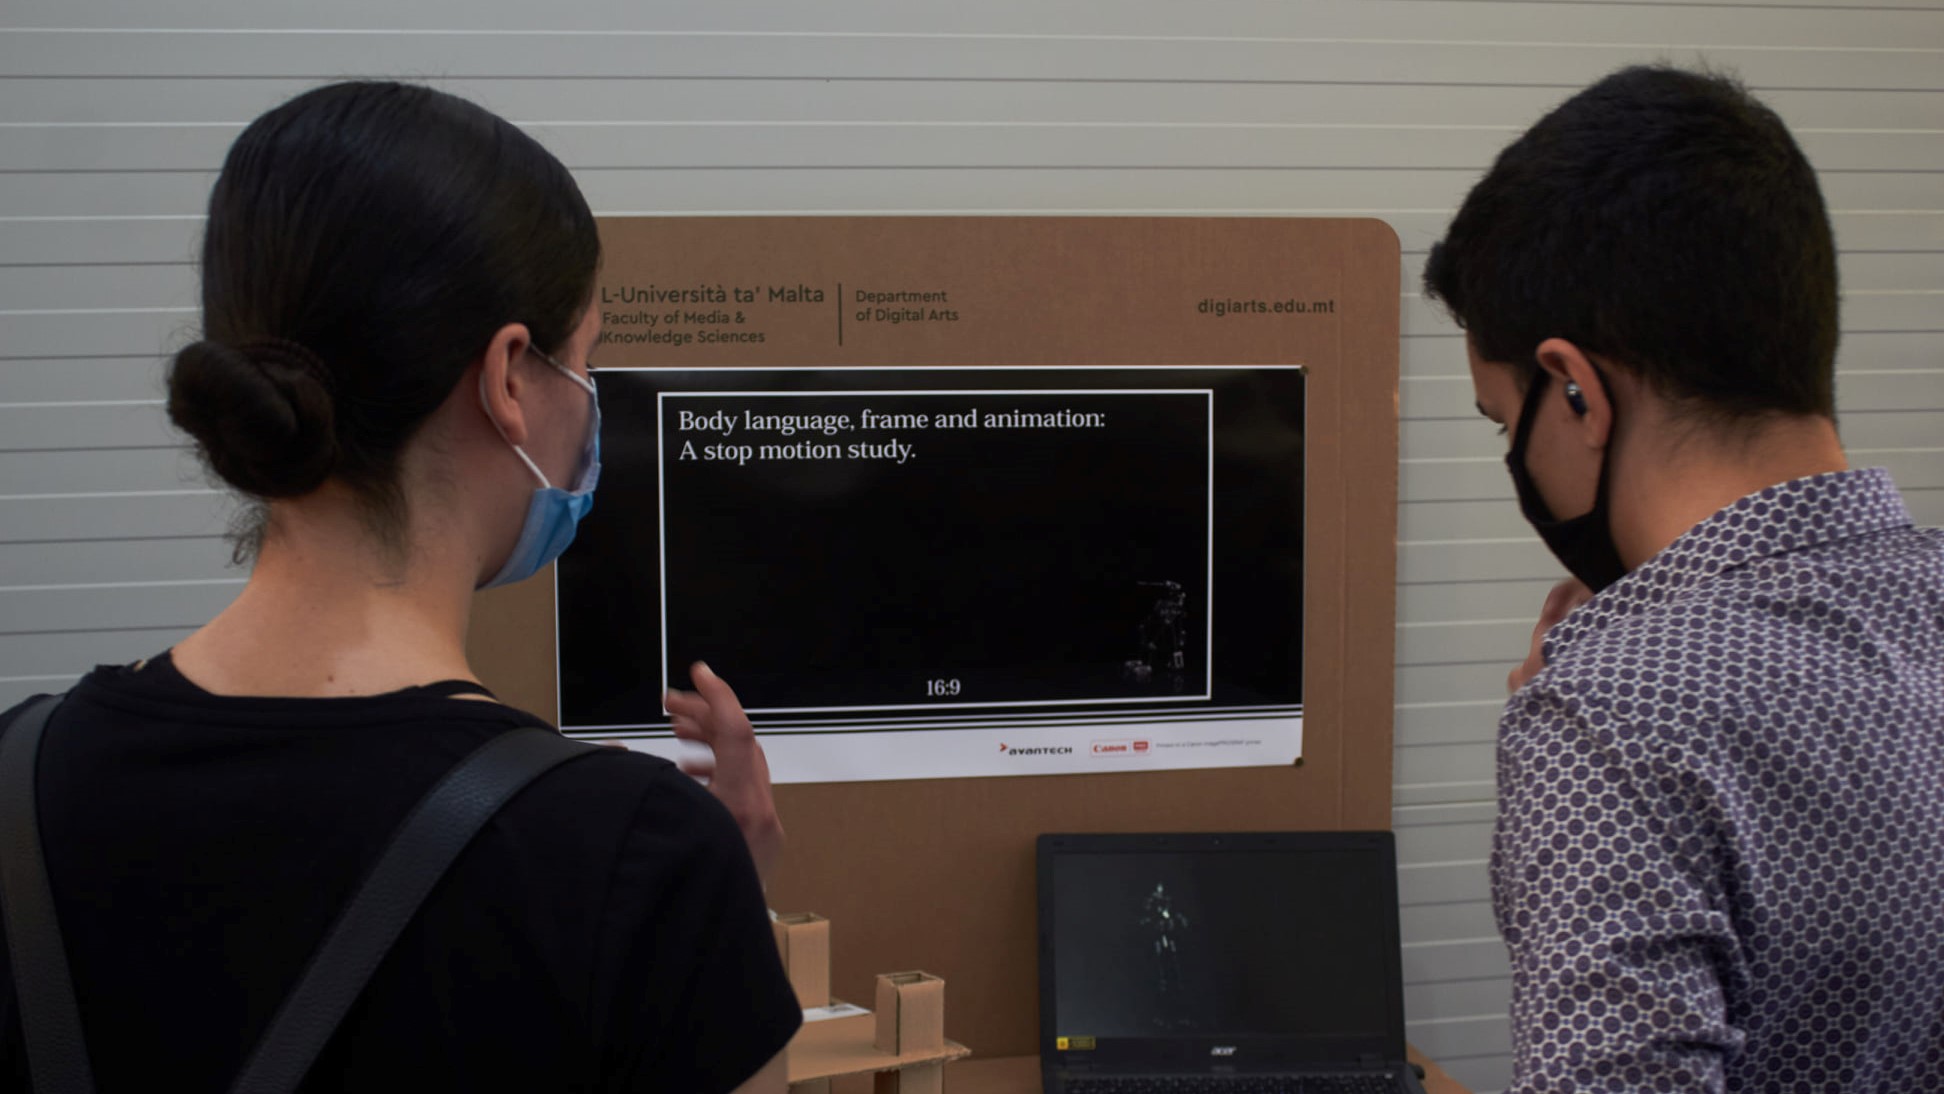 L-Università ta' Malta
Faculty of Media &
Knowledge Sciences
Department
of Digital Arts
digiarts.edu.mt
Body language, frame and animation:
A stop motion study.
16:9
avantech
Canon
acer